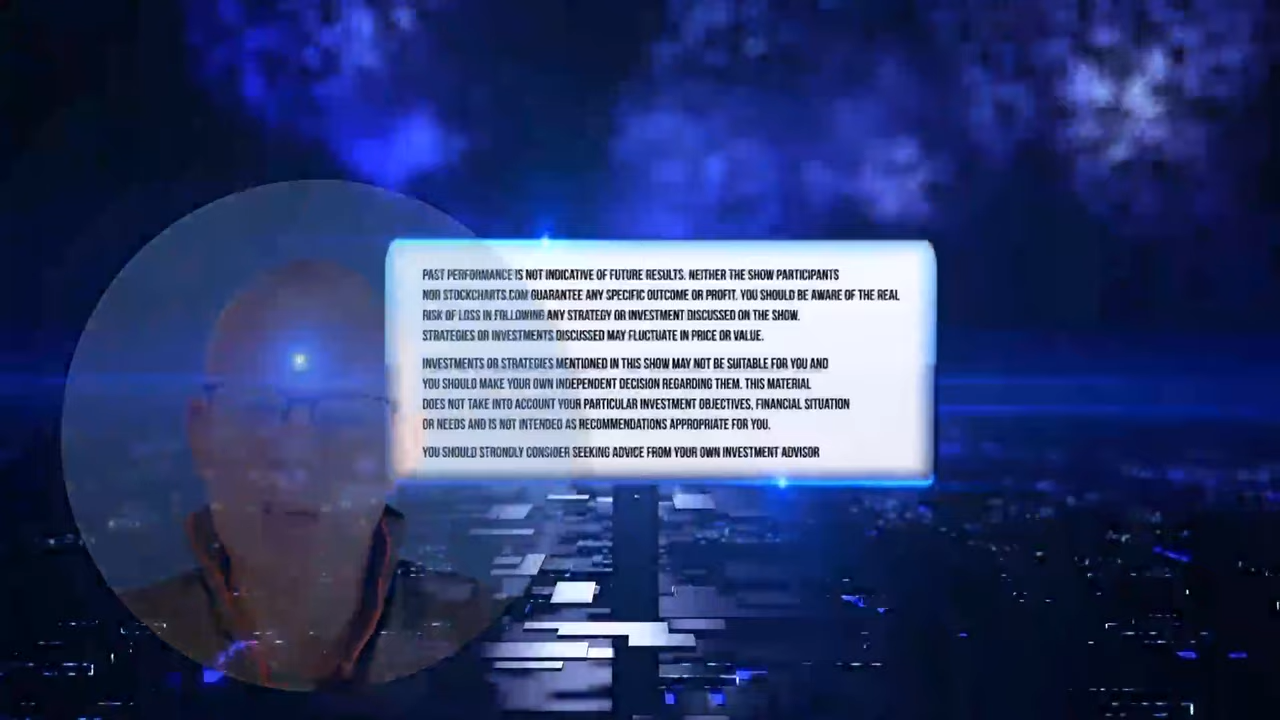 PAST PERFORMANCE IS NOT INDICATIVE OF FUTURE RESULTS. NEITHER THE SHOW PARTICIPANTS
NOR STOCKCHARTS.COM GUARANTEE ANY SPECIFIC OUTCOME OR PROFIT. YOU SHOULD BE AWARE OF THE REAL
RISK OF LOSS IN FOLLOWING ANY STRATEGY OR INVESTMENT DISCUSSED ON THE SHOW.
STRATEGIES OR INVESTMENTS DISCUSSED MAY FLUCTUATE IN PRICE OR VALUE.
INVESTMENTS OR STRATEGIES MENTIONED IN THIS SHOW MAY NOT BE SUITABLE FOR YOU AND
YOU SHOULD MAKE YOUR OWN INDEPENDENT DECISION REGARDING THEM. THIS MATERIAL
DOES NOT TAKE INTO ACCOUNT YOUR PARTICULAR INVESTMENT OBJECTIVES, FINANCIAL SITUATION
OR NEEDS AND IS NOT INTENDED AS RECOMMENDATIONS APPROPRIATE FOR YOU.
YOU SHOULD STRONGLY CONSIDER SEEKING ADVICE FROM YOUR OWN INVESTMENT ADVISOR